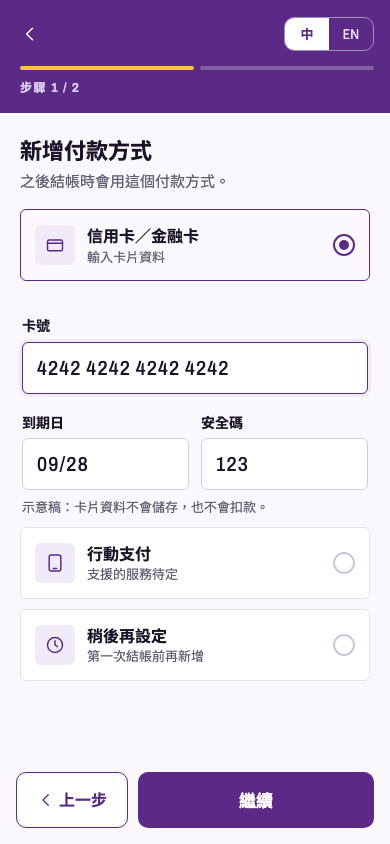 中 EN
步驟 1 / 2
新增付款方式
之後結帳時會用這個付款方式。
信用卡／金融卡
輸入卡片資料
卡號
4242 4242 4242 4242
到期日 安全碼
09/28 123
示意稿：卡片資料不會儲存，也不會扣款。
行動支付
支援的服務待定
稍後再設定
第一次結帳前再新增
上一步 繼續